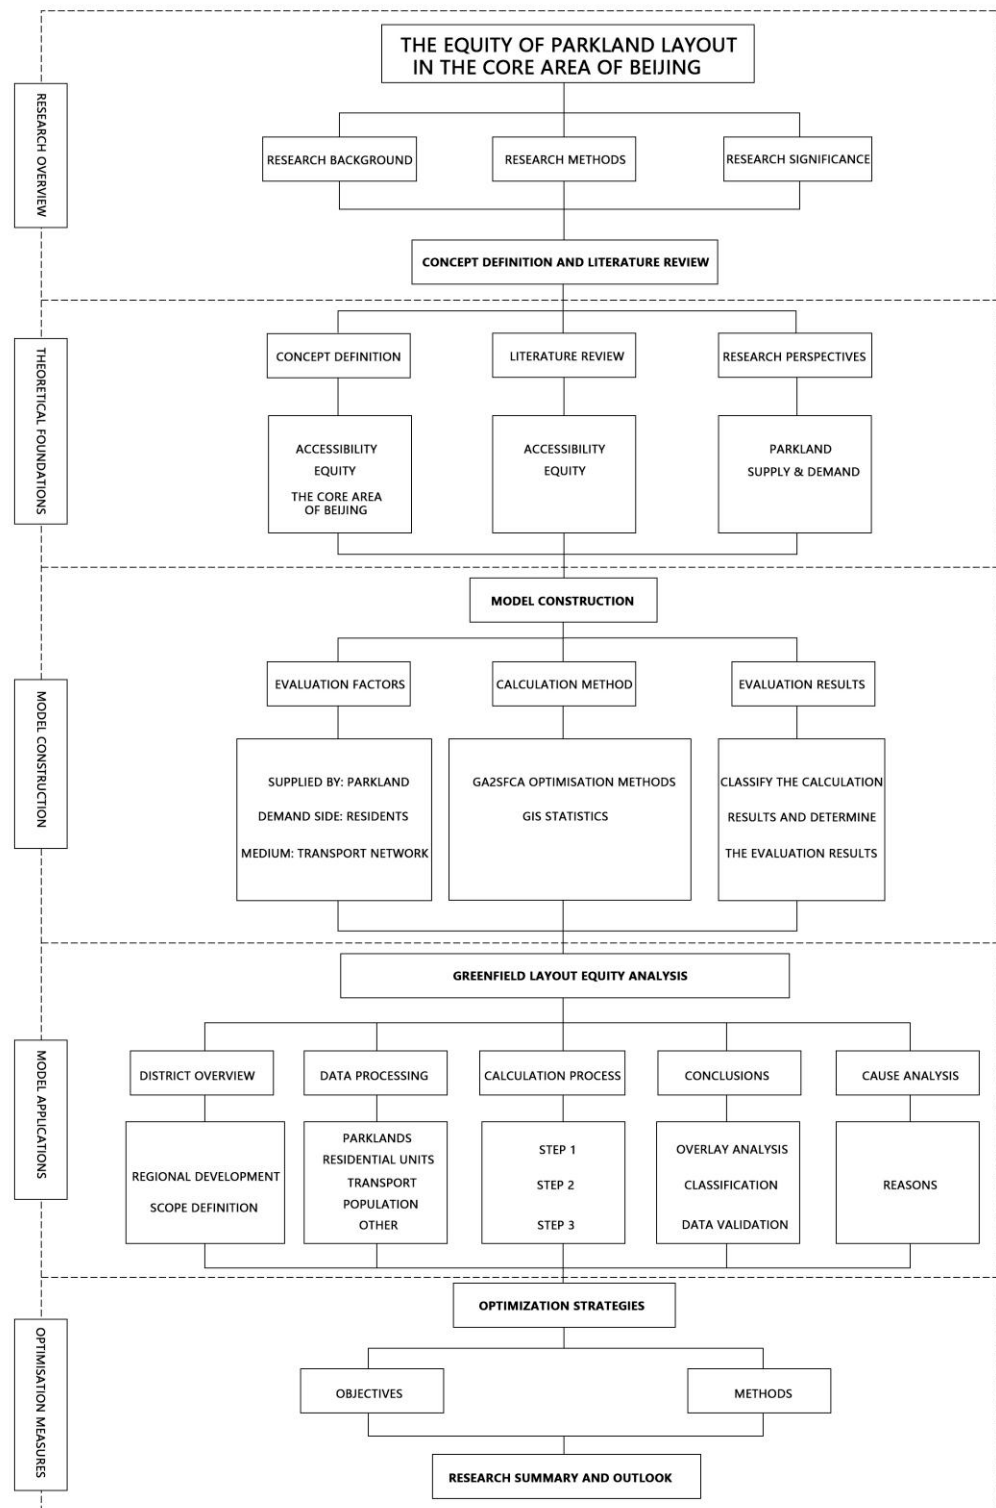 THE EQUITY OF PARKLAND LAYOUT
IN THE CORE AREA OF BEIJING
RESEARCH OVERVIEW
RESEARCH BACKGROUND
RESEARCH METHODS
RESEARCH SIGNIFICANCE
CONCEPT DEFINITION AND LITERATURE REVIEW
THEORETICAL FOUNDATIONS
CONCEPT DEFINITION
LITERATURE REVIEW
RESEARCH PERSPECTIVES
ACCESSIBILITY
EQUITY
THE CORE AREA
OF BEIJING
ACCESSIBILITY
EQUITY
PARKLAND
SUPPLY & DEMAND
MODEL CONSTRUCTION
MODEL CONSTRUCTION
EVALUATION FACTORS
CALCULATION METHOD
EVALUATION RESULTS
SUPPLIED BY: PARKLAND
DEMAND SIDE: RESIDENTS
MEDIUM: TRANSPORT NETWORK
GA2SFCA OPTIMISATION METHODS
GIS STATISTICS
CLASSIFY THE CALCULATION
RESULTS AND DETERMINE
THE EVALUATION RESULTS
GREENFIELD LAYOUT EQUITY ANALYSIS
MODEL APPLICATIONS
DISTRICT OVERVIEW
DATA PROCESSING
CALCULATION PROCESS
CONCLUSIONS
CAUSE ANALYSIS
REGIONAL DEVELOPMENT
SCOPE DEFINITION
PARKLANDS
RESIDENTIAL UNITS
TRANSPORT
POPULATION
OTHER
STEP 1
STEP 2
STEP 3
OVERLAY ANALYSIS
CLASSIFICATION
DATA VALIDATION
REASONS
OPTIMIZATION STRATEGIES
OPTIMISATION MEASURES
OBJECTIVES
METHODS
RESEARCH SUMMARY AND OUTLOOK